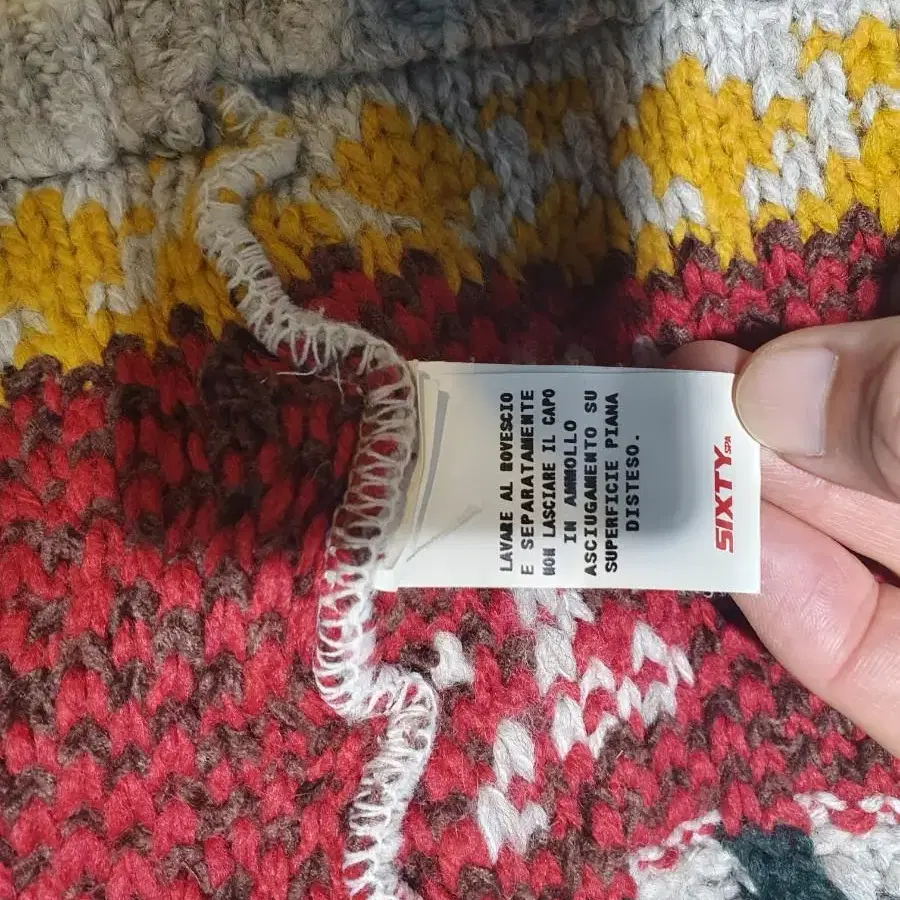 LAVARE AL ROVESCIO
E SEPARATAMENTE
NON LASCIARE IL CAPO
IN AMMOLLO
ASCIUGAMENTO SU
SUPERFICIE PIANA
DISTESO.
SIXTY SPA